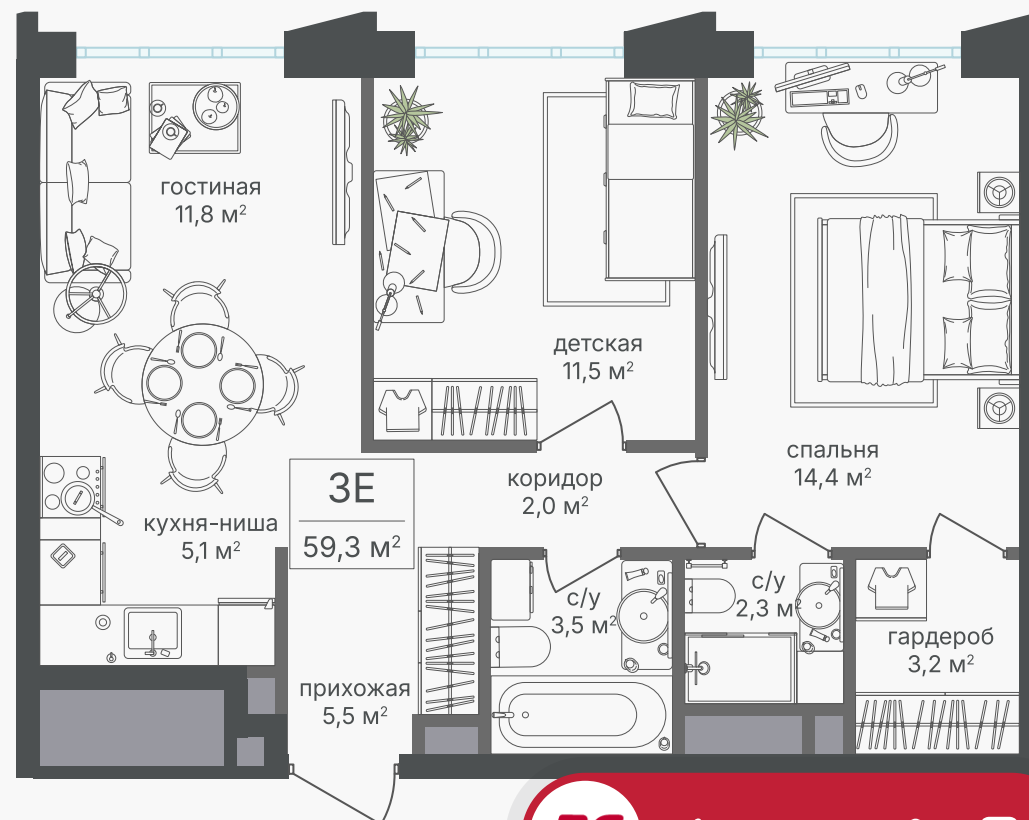 гостиная
11,8 м²
детская
11,5 м²
спальня
14,4 м²
коридор
2,0 м²
3Е
59,3 м²
кухня-ниша
5,1 м²
с/у
3,5 м²
с/у
2,3 м²
гардероб
3,2 м²
прихожая
5,5 м²